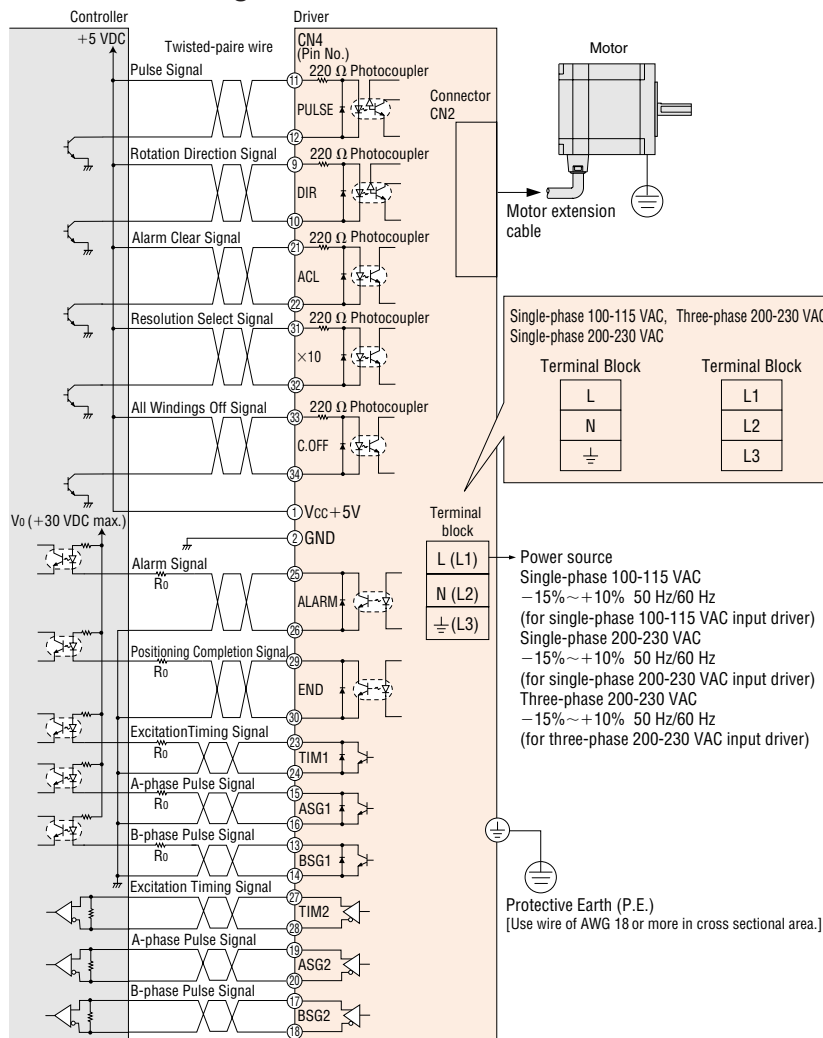 Controller
Driver
+5 VDC
Twisted-paire wire
CN4
(Pin No.)
Pulse Signal
11
220 Ω Photocoupler
PULSE
12
Rotation Direction Signal
9
220 Ω Photocoupler
DIR
10
Alarm Clear Signal
21
220 Ω Photocoupler
ACL
22
Resolution Select Signal
31
220 Ω Photocoupler
×10
32
All Windings Off Signal
33
220 Ω Photocoupler
C.OFF
34
1 Vcc+5V
2 GND
V0 (+30 VDC max.)
Alarm Signal
R0
25
ALARM
26
Positioning Completion Signal
R0
29
END
30
ExcitationTiming Signal
R0
23
TIM1
24
A-phase Pulse Signal
R0
15
ASG1
16
B-phase Pulse Signal
R0
13
BSG1
14
Excitation Timing Signal
27
TIM2
28
A-phase Pulse Signal
19
ASG2
20
B-phase Pulse Signal
17
BSG2
18
Connector
CN2
Motor
Motor extension
cable
Single-phase 100-115 VAC,
Single-phase 200-230 VAC
Terminal Block
L
N
Three-phase 200-230 VAC
Terminal Block
L1
L2
L3
Terminal
block
L (L1)
N (L2)
⏚ (L3)
Power source
Single-phase 100-115 VAC
−15%~+10% 50 Hz/60 Hz
(for single-phase 100-115 VAC input driver)
Single-phase 200-230 VAC
−15%~+10% 50 Hz/60 Hz
(for single-phase 200-230 VAC input driver)
Three-phase 200-230 VAC
−15%~+10% 50 Hz/60 Hz
(for three-phase 200-230 VAC input driver)
Protective Earth (P.E.)
[Use wire of AWG 18 or more in cross sectional area.]